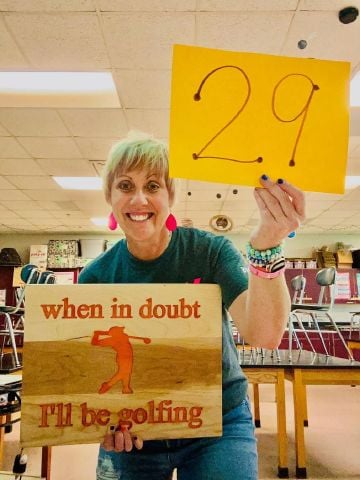 29
when in doubt
I'll be golfing